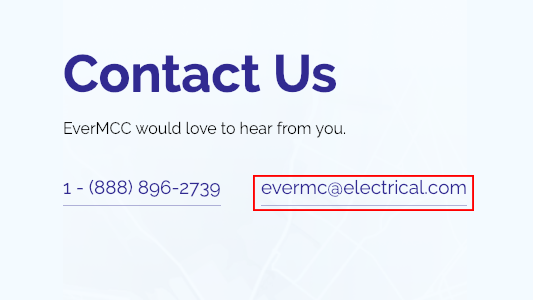 Contact Us
EverMCC would love to hear from you.
1 - (888) 896-2739 evermc@electrical.com